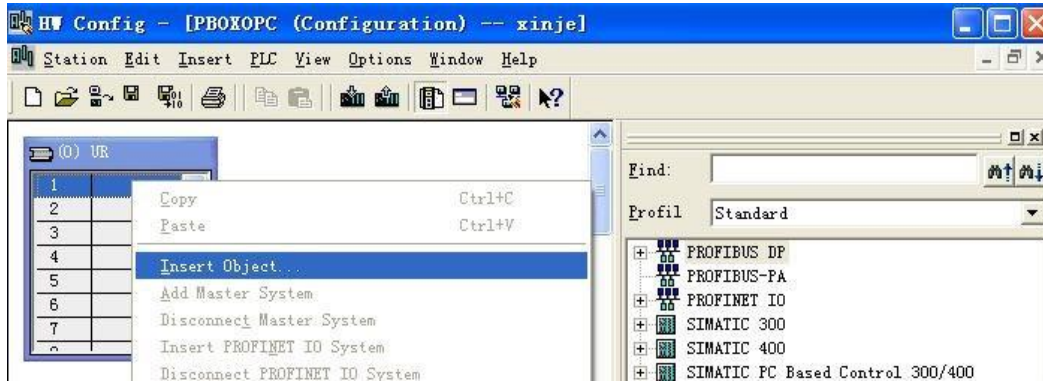 HW Config - [PBOXOPC (Configuration) -- xinje]
Station Edit Insert PLC View Options Window Help
(0) UR
1
2
3
4
5
6
7
Copy Ctrl+C
Paste Ctrl+V
Insert Object...
Add Master System
Disconnect Master System
Insert PROFINET IO System
Disconnect PROFINET IO System
Find:
Profil Standard
PROFIBUS DP
PROFIBUS-PA
PROFINET IO
SIMATIC 300
SIMATIC 400
SIMATIC PC Based Control 300/400